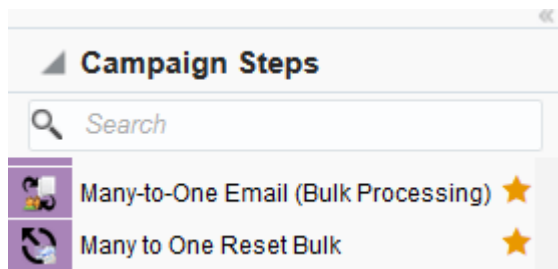 Campaign Steps
Search
Many-to-One Email (Bulk Processing)
Many to One Reset Bulk